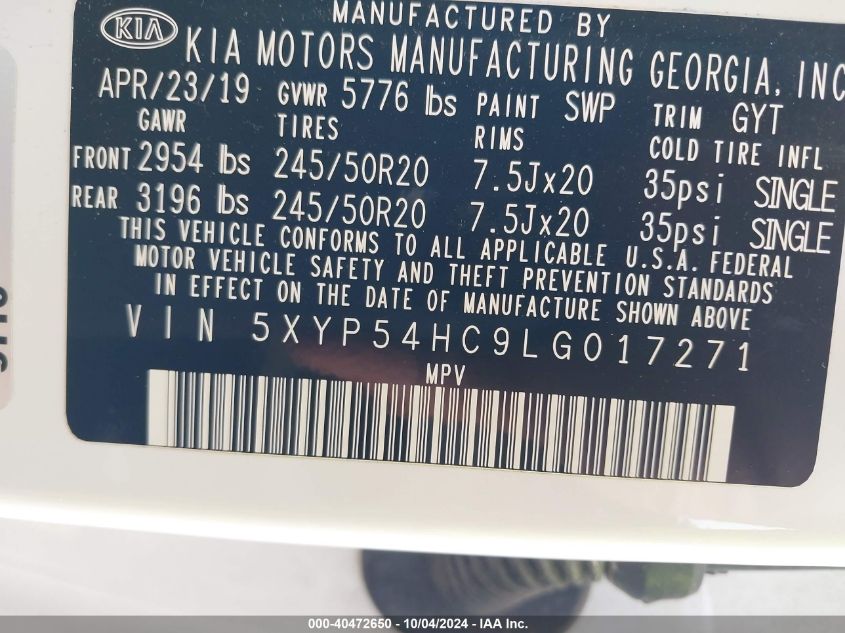 MANUFACTURED BY
KIA
KIA MOTORS MANUFACTURING GEORGIA, INC
APR/23/19 GVWR 5776 lbs PAINT SWP TRIM GYT
GAWR TIRES RIMS COLD TIRE INFL
FRONT 2954 lbs 245/50R20 7.5Jx20 35psi SINGLE
REAR 3196 lbs 245/50R20 7.5Jx20 35psi SINGLE
THIS VEHICLE CONFORMS TO ALL APPLICABLE U.S.A. FEDERAL
MOTOR VEHICLE SAFETY AND THEFT PREVENTION STANDARDS
IN EFFECT ON THE DATE OF MANUFACTURE SHOWN ABOVE
VIN 5XYP54HC9LG017271
MPV
000-40472650 - 10/04/2024 - IAA Inc.